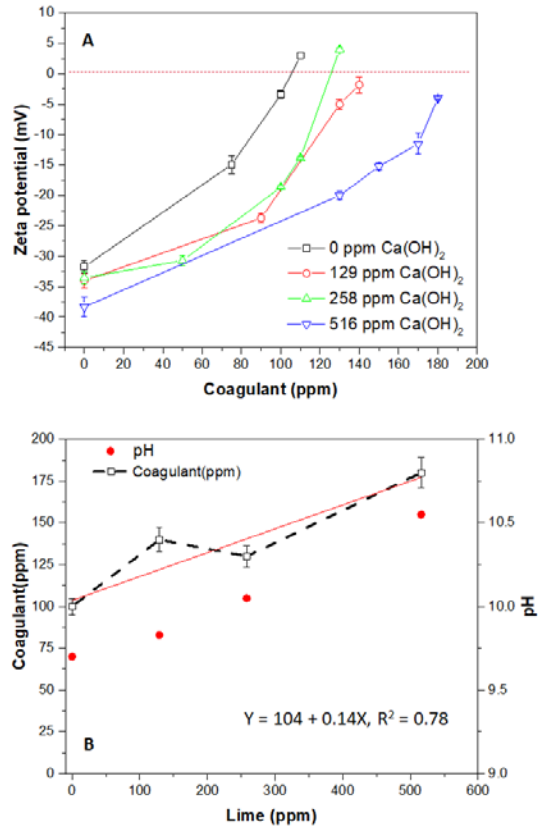 A
Zeta potential (mV)
10
5
0
-5
-10
-15
-20
-25
-30
-35
-40
-45
0 ppm Ca(OH)2
129 ppm Ca(OH)2
258 ppm Ca(OH)2
516 ppm Ca(OH)2
0 20 40 60 80 100 120 140 160 180 200
Coagulant (ppm)
pH
Coagulant(ppm)
Coagulant(ppm)
200
175
150
125
100
75
50
25
0
11.0
10.5
10.0
9.5
9.0
pH
Y = 104 + 0.14X, R2 = 0.78
B
0 100 200 300 400 500 600
Lime (ppm)